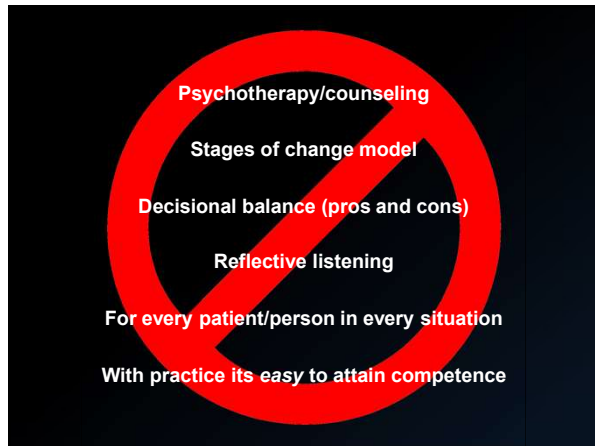 Psychotherapy/counseling
Stages of change model
Decisional balance (pros and cons)
Reflective listening
For every patient/person in every situation
With practice its easy to attain competence